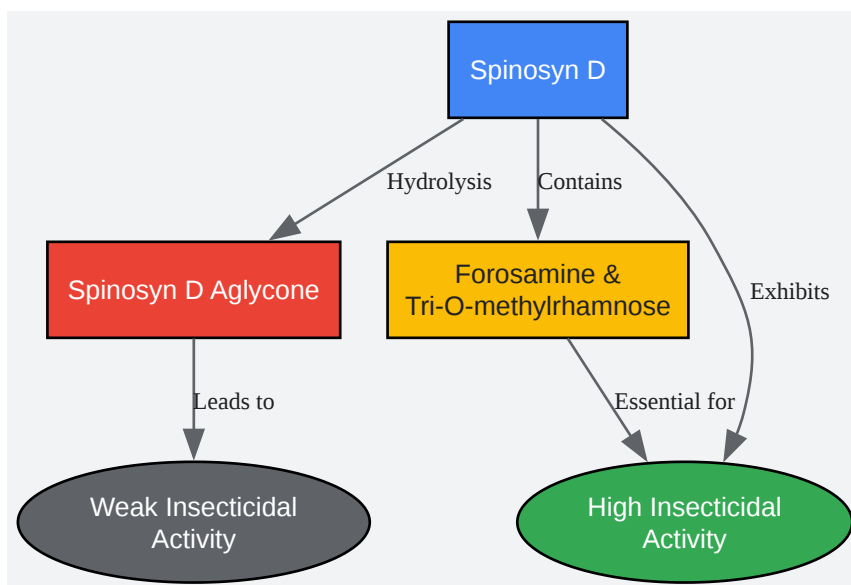 Spinosyn D
Hydrolysis
Contains
Spinosyn D Aglycone
Forosamine &
Tri-O-methylrhamnose
Exhibits
Leads to
Essential for
Weak Insecticidal
Activity
High Insecticidal
Activity